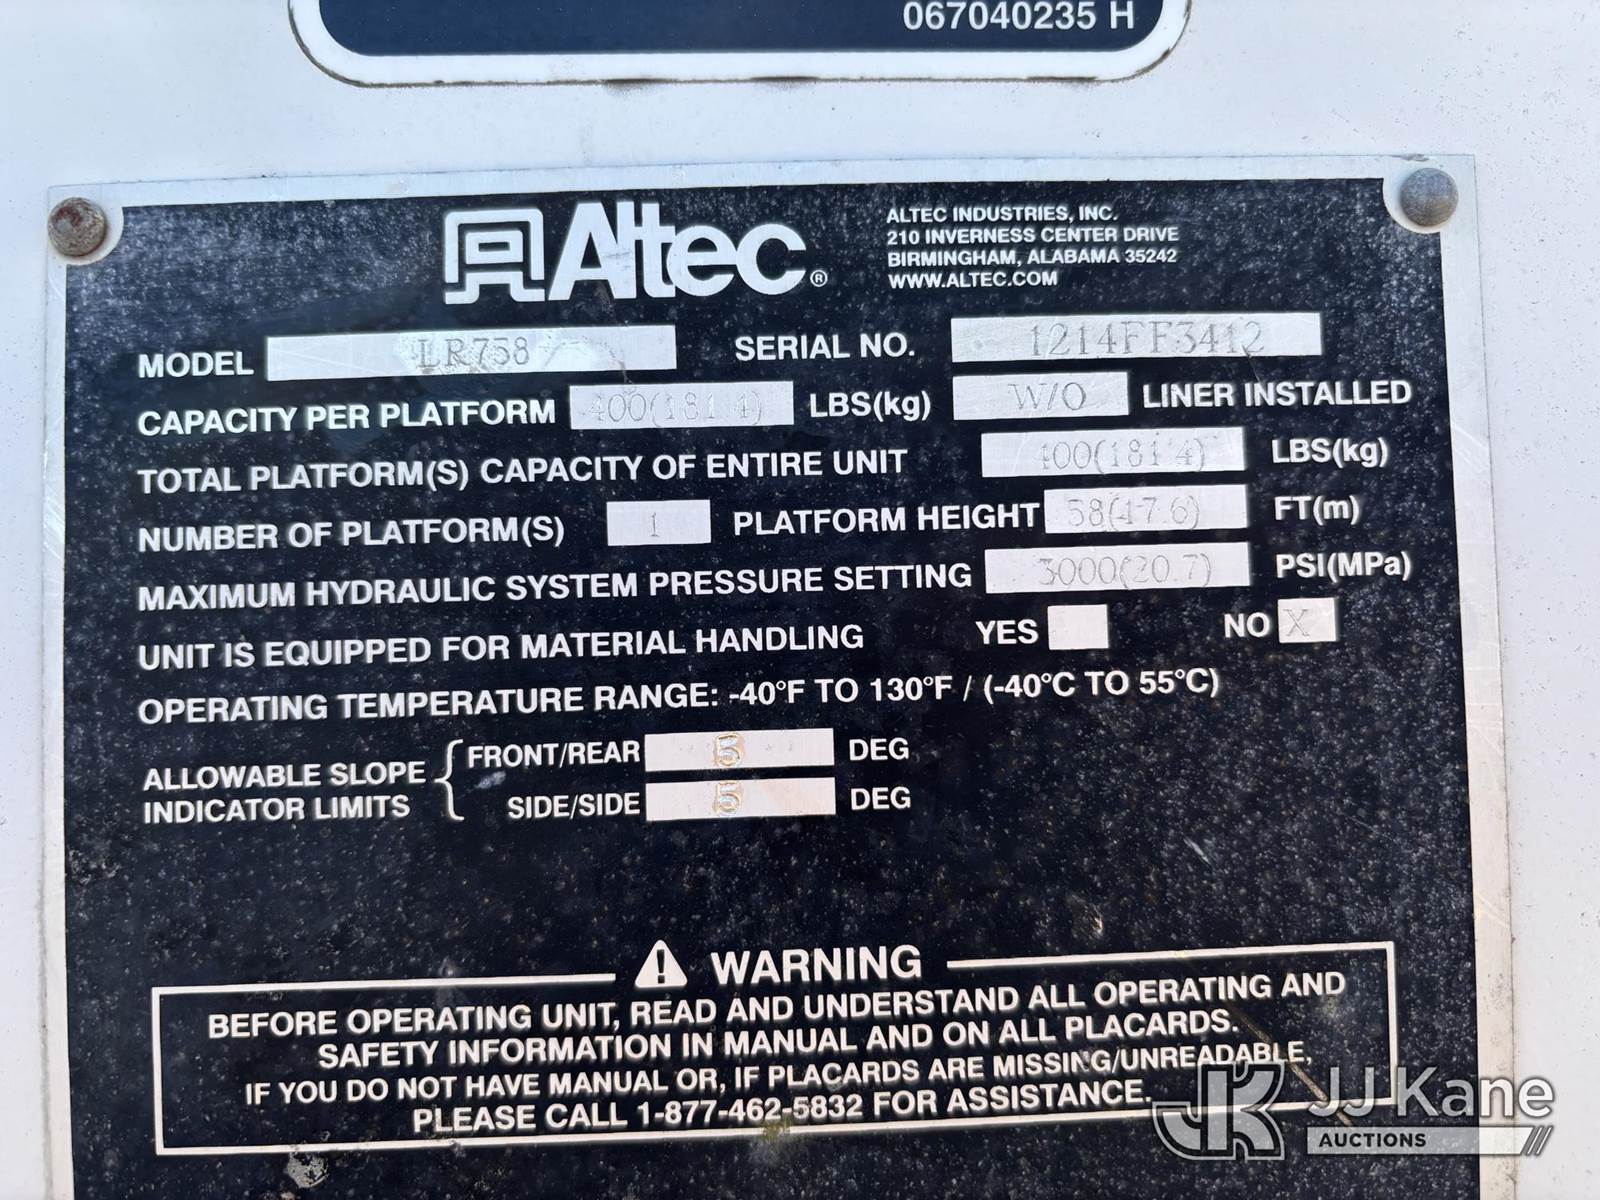 067040235 H
Altec®
ALTEC INDUSTRIES, INC.
210 INVERNESS CENTER DRIVE
BIRMINGHAM, ALABAMA 35242
WWW.ALTEC.COM
MODEL LR758 SERIAL NO. 1214FF3412
CAPACITY PER PLATFORM 400(181.4) LBS(kg) W/O LINER INSTALLED
TOTAL PLATFORM(S) CAPACITY OF ENTIRE UNIT 400(181.4) LBS(kg)
NUMBER OF PLATFORM(S) 1 PLATFORM HEIGHT 58(17.6) FT(m)
MAXIMUM HYDRAULIC SYSTEM PRESSURE SETTING 3000(20.7) PSI(MPa)
UNIT IS EQUIPPED FOR MATERIAL HANDLING YES NO X
OPERATING TEMPERATURE RANGE: -40°F TO 130°F / (-40°C TO 55°C)
ALLOWABLE SLOPE INDICATOR LIMITS { FRONT/REAR 5 DEG
SIDE/SIDE 5 DEG
WARNING
BEFORE OPERATING UNIT, READ AND UNDERSTAND ALL OPERATING AND
SAFETY INFORMATION IN MANUAL AND ON ALL PLACARDS.
IF YOU DO NOT HAVE MANUAL OR, IF PLACARDS ARE MISSING/UNREADABLE,
PLEASE CALL 1-877-462-5832 FOR ASSISTANCE.
JK JJ Kane
AUCTIONS